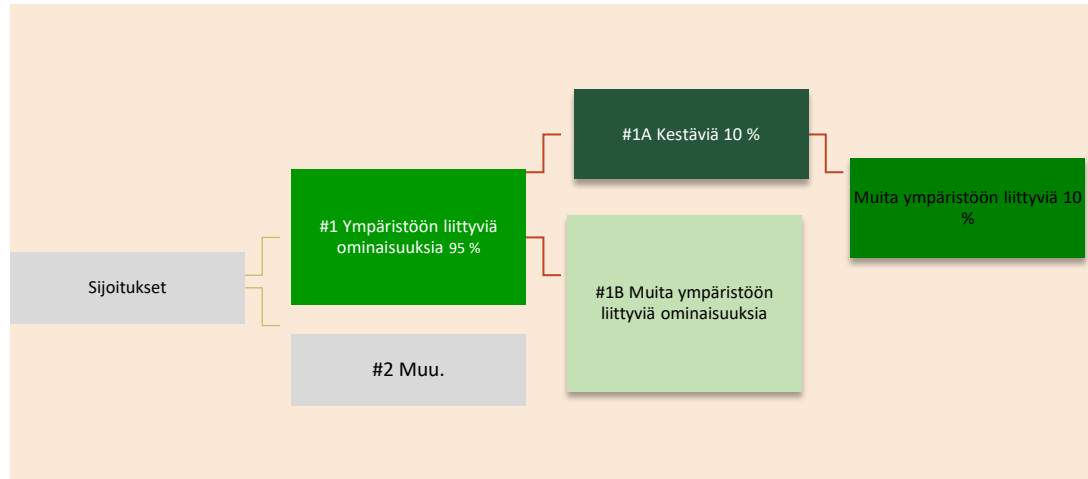 Sijoitukset
#1 Ympäristöön liittyviä
ominaisuuksia 95 %
#2 Muu.
#1A Kestäviä 10 %
#1B Muita ympäristöön
liittyviä ominaisuuksia
Muita ympäristöön liittyviä 10
%